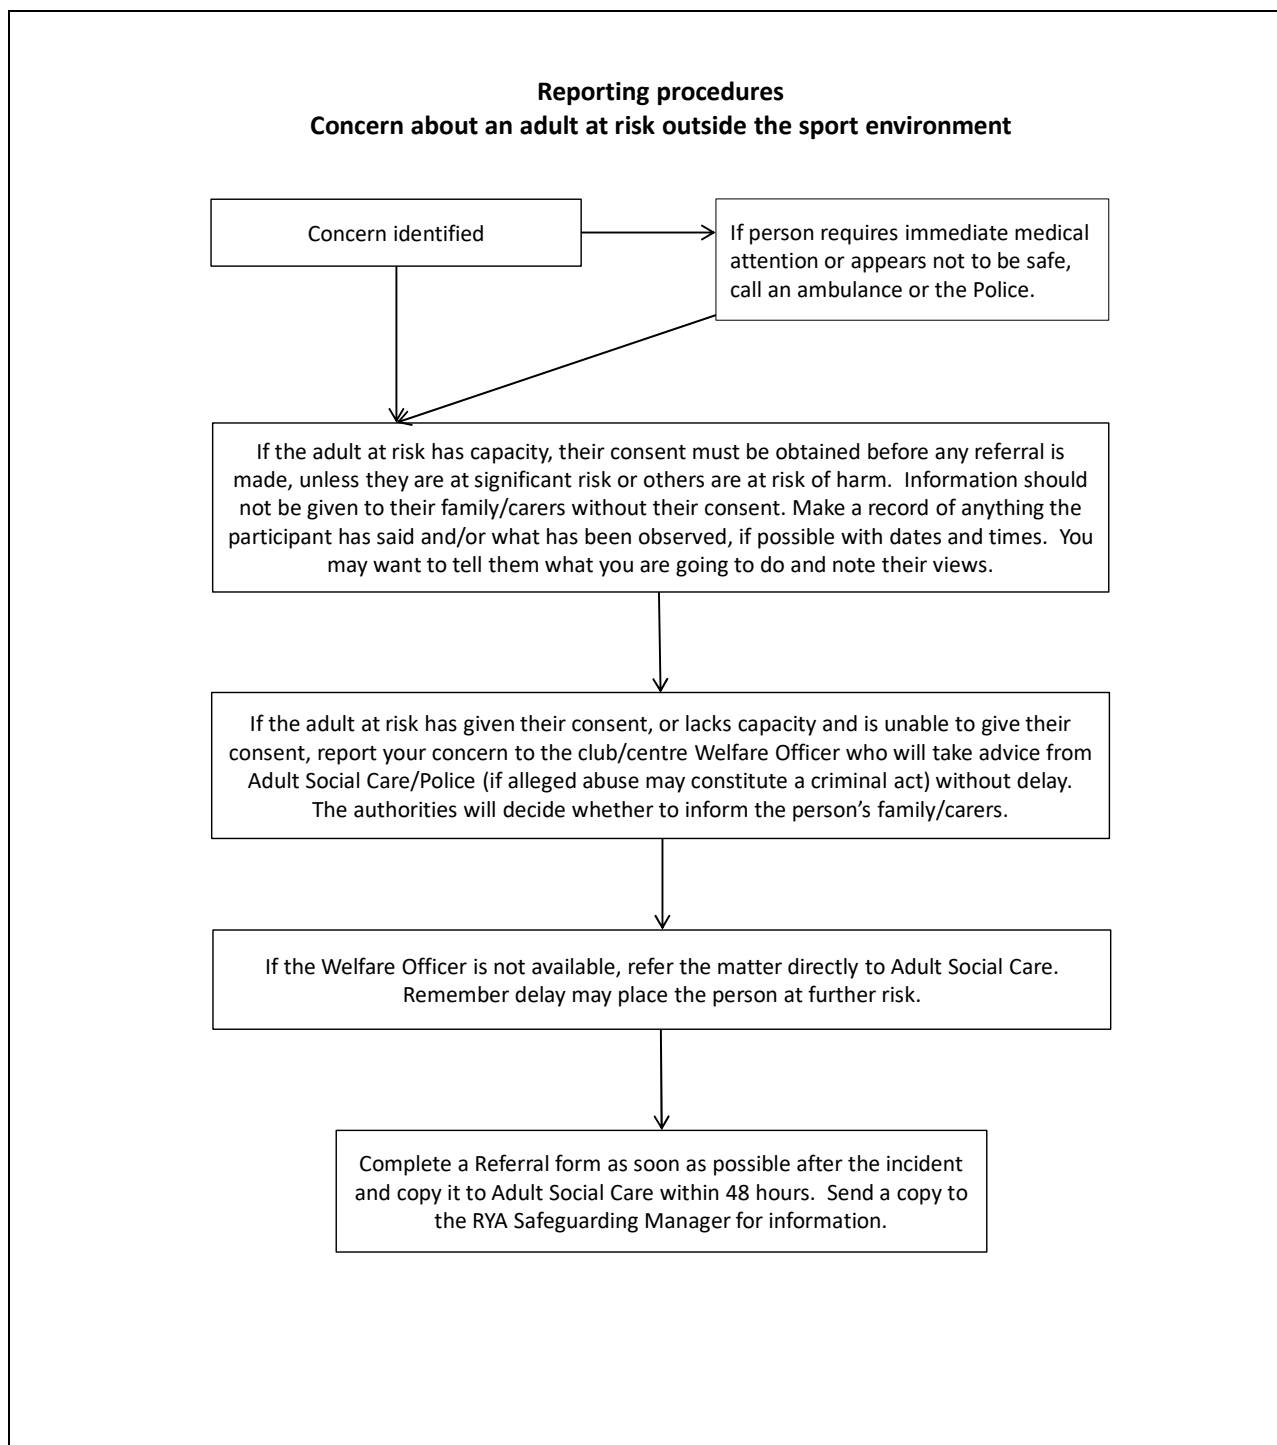 Reporting procedures
Concern about an adult at risk outside the sport environment
Concern identified
If person requires immediate medical
attention or appears not to be safe,
call an ambulance or the Police.
If the adult at risk has capacity, their consent must be obtained before any referral is
made, unless they are at significant risk or others are at risk of harm.  Information should
not be given to their family/carers without their consent. Make a record of anything the
participant has said and/or what has been observed, if possible with dates and times.  You
may want to tell them what you are going to do and note their views.
If the adult at risk has given their consent, or lacks capacity and is unable to give their
consent, report your concern to the club/centre Welfare Officer who will take advice from
Adult Social Care/Police (if alleged abuse may constitute a criminal act) without delay.
The authorities will decide whether to inform the person’s family/carers.
If the Welfare Officer is not available, refer the matter directly to Adult Social Care.
Remember delay may place the person at further risk.
Complete a Referral form as soon as possible after the incident
and copy it to Adult Social Care within 48 hours.  Send a copy to
the RYA Safeguarding Manager for information.